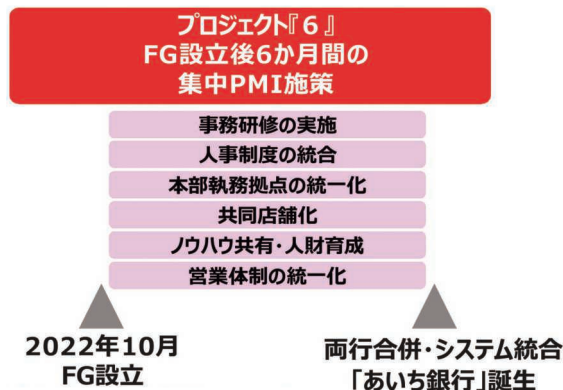 プロジェクト『6』
FG設立後6か月間の
集中PMI施策
事務研修の実施
人事制度の統合
本部執務拠点の統一化
共同店舗化
ノウハウ共有・人財育成
営業体制の統一化
2022年10月
FG設立
両行合併・システム統合
「あいち銀行」誕生